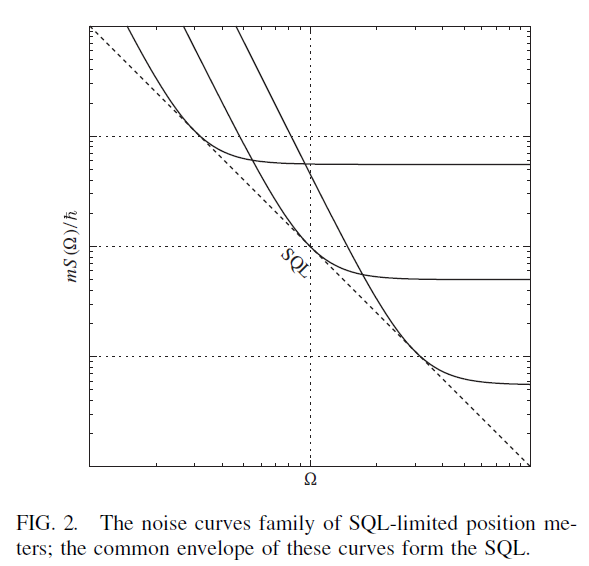 mS(Ω)/ℏ
SQL
Ω
FIG. 2. The noise curves family of SQL-limited position me-
ters; the common envelope of these curves form the SQL.